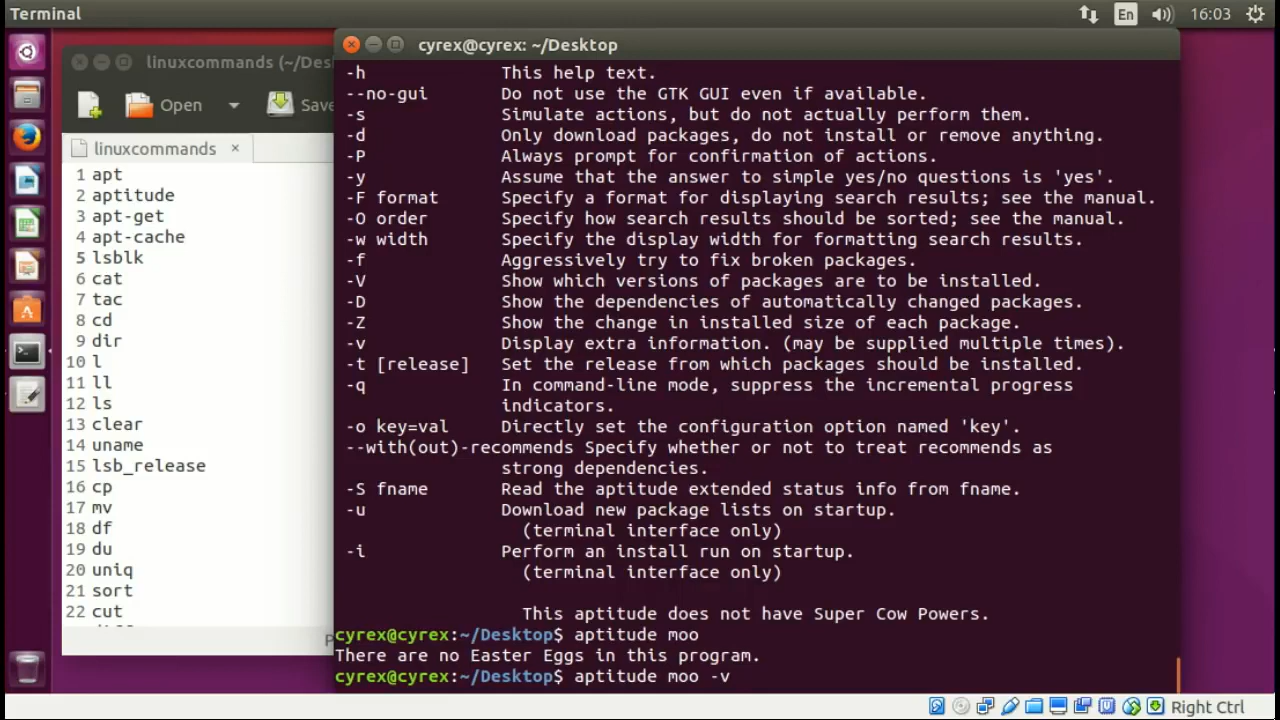 Terminal
En
16:03
linuxcommands (~/Des
Open
Save
linuxcommands ×
1 apt
2 aptitude
3 apt-get
4 apt-cache
5 lsblk
6 cat
7 tac
8 cd
9 dir
10 l
11 ll
12 ls
13 clear
14 uname
15 lsb_release
16 cp
17 mv
18 df
19 du
20 uniq
21 sort
22 cut
cyrex@cyrex: ~/Desktop
-h This help text.
--no-gui Do not use the GTK GUI even if available.
-s Simulate actions, but do not actually perform them.
-d Only download packages, do not install or remove anything.
-P Always prompt for confirmation of actions.
-y Assume that the answer to simple yes/no questions is 'yes'.
-F format Specify a format for displaying search results; see the manual.
-O order Specify how search results should be sorted; see the manual.
-w width Specify the display width for formatting search results.
-f Aggressively try to fix broken packages.
-V Show which versions of packages are to be installed.
-D Show the dependencies of automatically changed packages.
-Z Show the change in installed size of each package.
-v Display extra information. (may be supplied multiple times).
-t [release] Set the release from which packages should be installed.
-q In command-line mode, suppress the incremental progress
indicators.
-o key=val Directly set the configuration option named 'key'.
--with(out)-recommends Specify whether or not to treat recommends as
strong dependencies.
-S fname Read the aptitude extended status info from fname.
-u Download new package lists on startup.
(terminal interface only)
-i Perform an install run on startup.
(terminal interface only)
This aptitude does not have Super Cow Powers.
cyrex@cyrex:~/Desktop$ aptitude moo
There are no Easter Eggs in this program.
cyrex@cyrex:~/Desktop$ aptitude moo -v
Right Ctrl